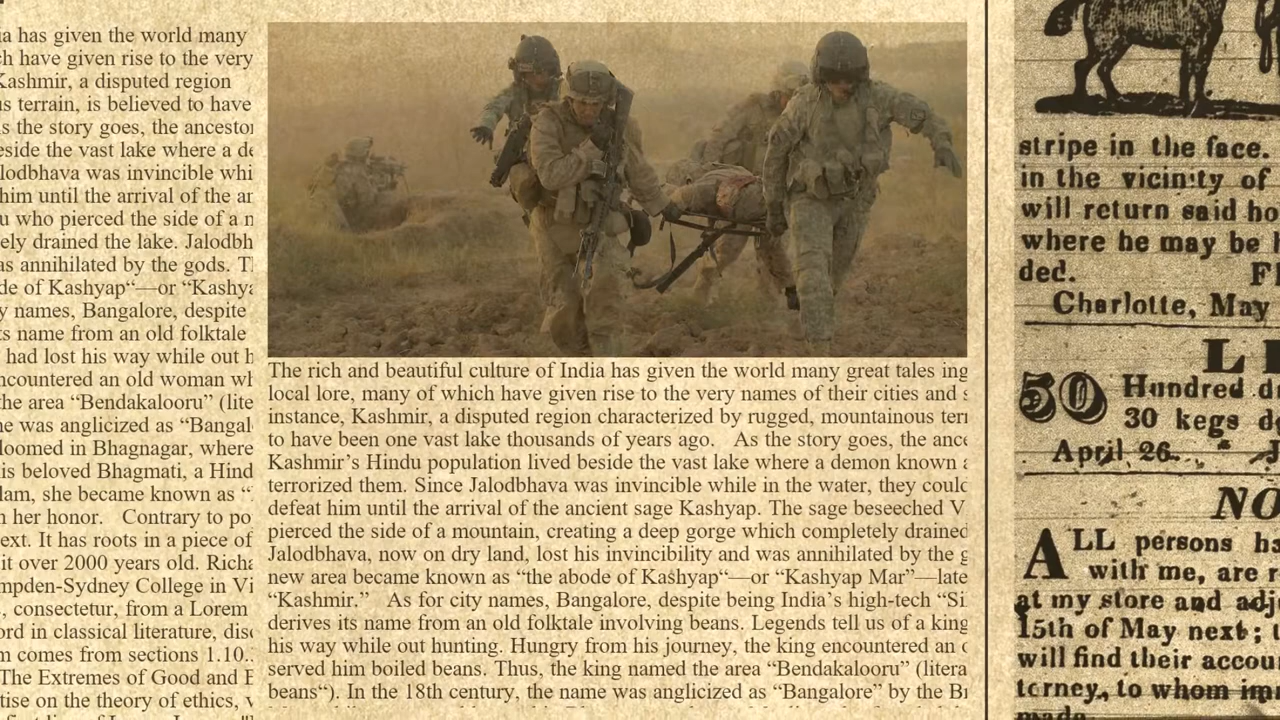 ia has given the world many
ch have given rise to the very
Kashmir, a disputed region
us terrain, is believed to have
s the story goes, the ancestor
eside the vast lake where a de
lodbhava was invincible whi
him until the arrival of the an
u who pierced the side of a m
ely drained the lake. Jalodbh
as annihilated by the gods. T
de of Kashyap“—or “Kashya
y names, Bangalore, despite
ts name from an old folktale
had lost his way while out h
ncountered an old woman wh
the area “Bendakalooru” (lite
ne was anglicized as “Bangal
loomed in Bhagnagar, where
is beloved Bhagmati, a Hind
lam, she became known as “
n her honor. Contrary to po
ext. It has roots in a piece of
it over 2000 years old. Richa
mpden-Sydney College in Vi
, consectetur, from a Lorem
ord in classical literature, disc
m comes from sections 1.10..
The Extremes of Good and E
tise on the theory of ethics, v
The rich and beautiful culture of India has given the world many great tales ing
local lore, many of which have given rise to the very names of their cities and s
instance, Kashmir, a disputed region characterized by rugged, mountainous terr
to have been one vast lake thousands of years ago. As the story goes, the ance
Kashmir’s Hindu population lived beside the vast lake where a demon known a
terrorized them. Since Jalodbhava was invincible while in the water, they could
defeat him until the arrival of the ancient sage Kashyap. The sage beseeched V
pierced the side of a mountain, creating a deep gorge which completely drained
Jalodbhava, now on dry land, lost his invincibility and was annihilated by the g
new area became known as “the abode of Kashyap“—or “Kashyap Mar”—late
“Kashmir.” As for city names, Bangalore, despite being India’s high-tech “Si
derives its name from an old folktale involving beans. Legends tell us of a king
his way while out hunting. Hungry from his journey, the king encountered an o
served him boiled beans. Thus, the king named the area “Bendakalooru” (litera
beans“). In the 18th century, the name was anglicized as “Bangalore” by the Br
stripe in the face.
in the vicinity of
will return said ho
where he may be h
ded. F
Charlotte, May
L
50 Hundred d
30 kegs d
April 26. J
NO
ALL persons ha
with me, are r
at my store and adj
15th of May next; t
will find their accou
torney, to whom im
made